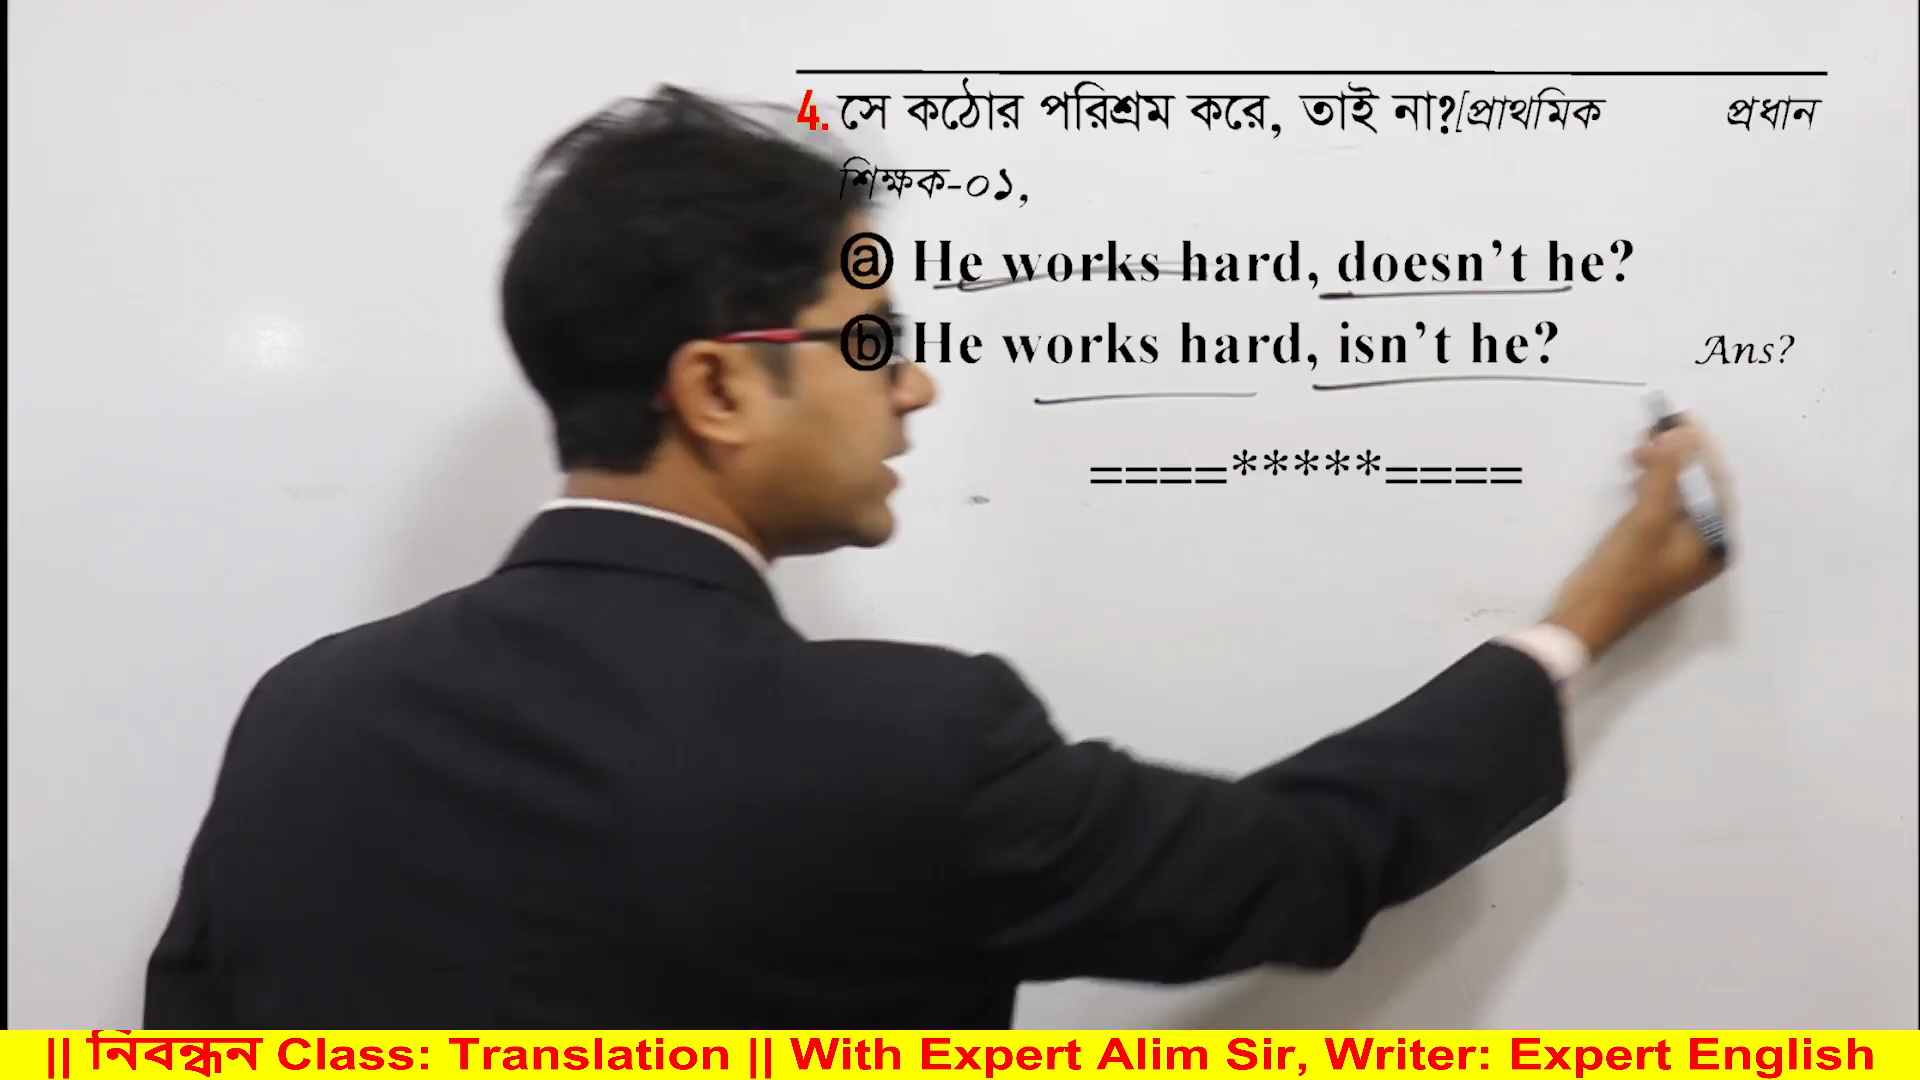 4. সে কঠোর পরিশ্রম করে, তাই না?[প্রাথমিক প্রধান
শিক্ষক-০১,
ⓐ He works hard, doesn’t he?
ⓑ He works hard, isn’t he? Ans?
====*****====
|| নিবন্ধন Class: Translation || With Expert Alim Sir, Writer: Expert English